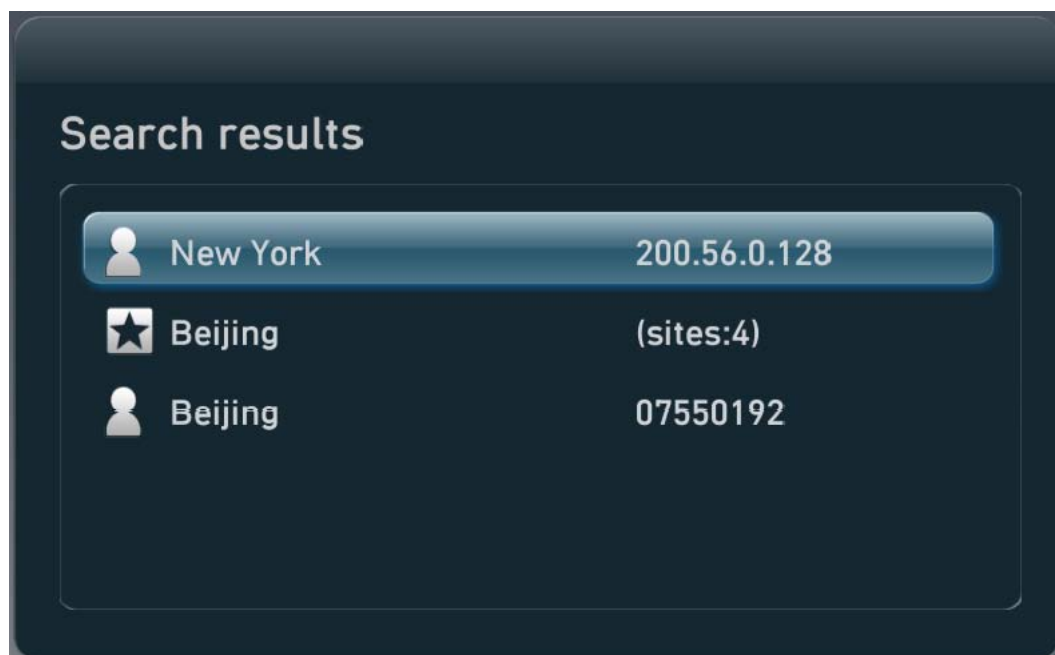 Search results
New York 200.56.0.128
Beijing (sites:4)
Beijing 07550192